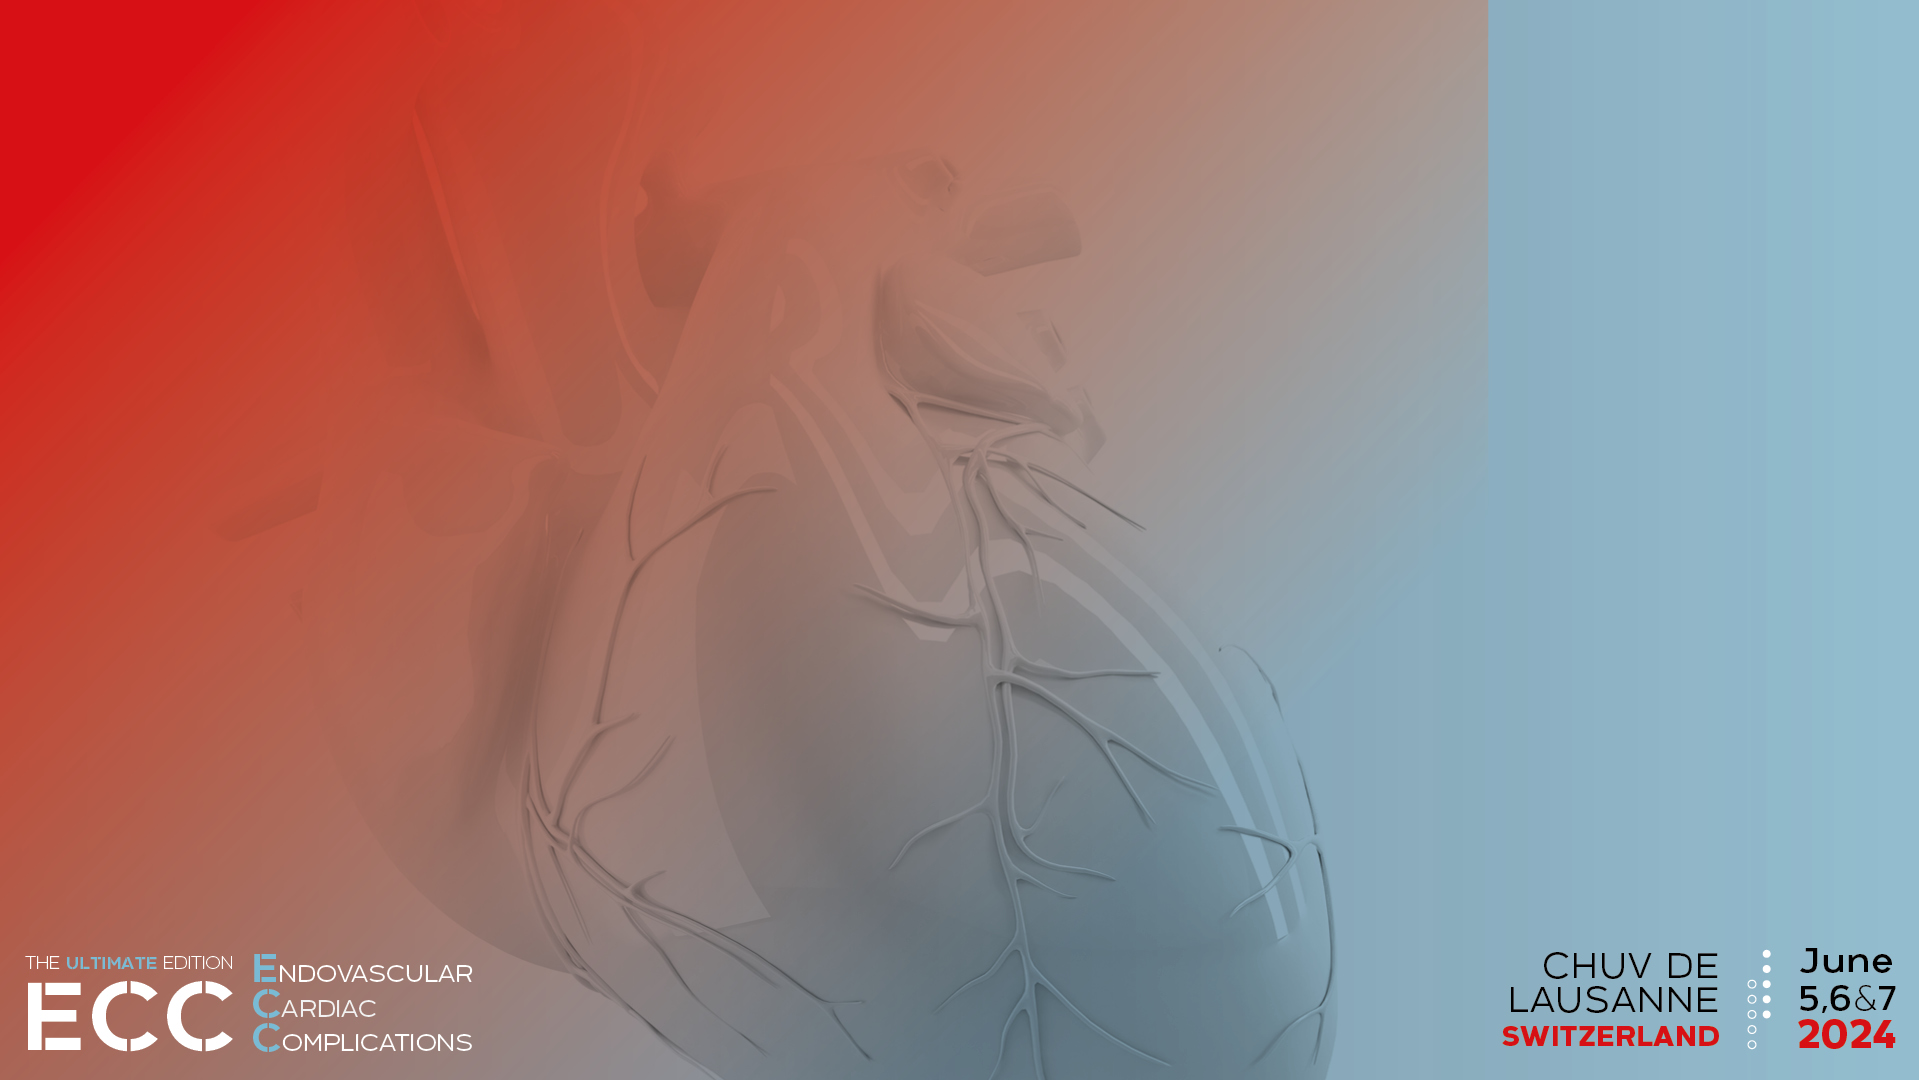 THE ULTIMATE EDITION
ECC
ENDOVASCULAR
CARDIAC
COMPLICATIONS
CHUV DE
LAUSANNE
SWITZERLAND
June
5,6&7
2024